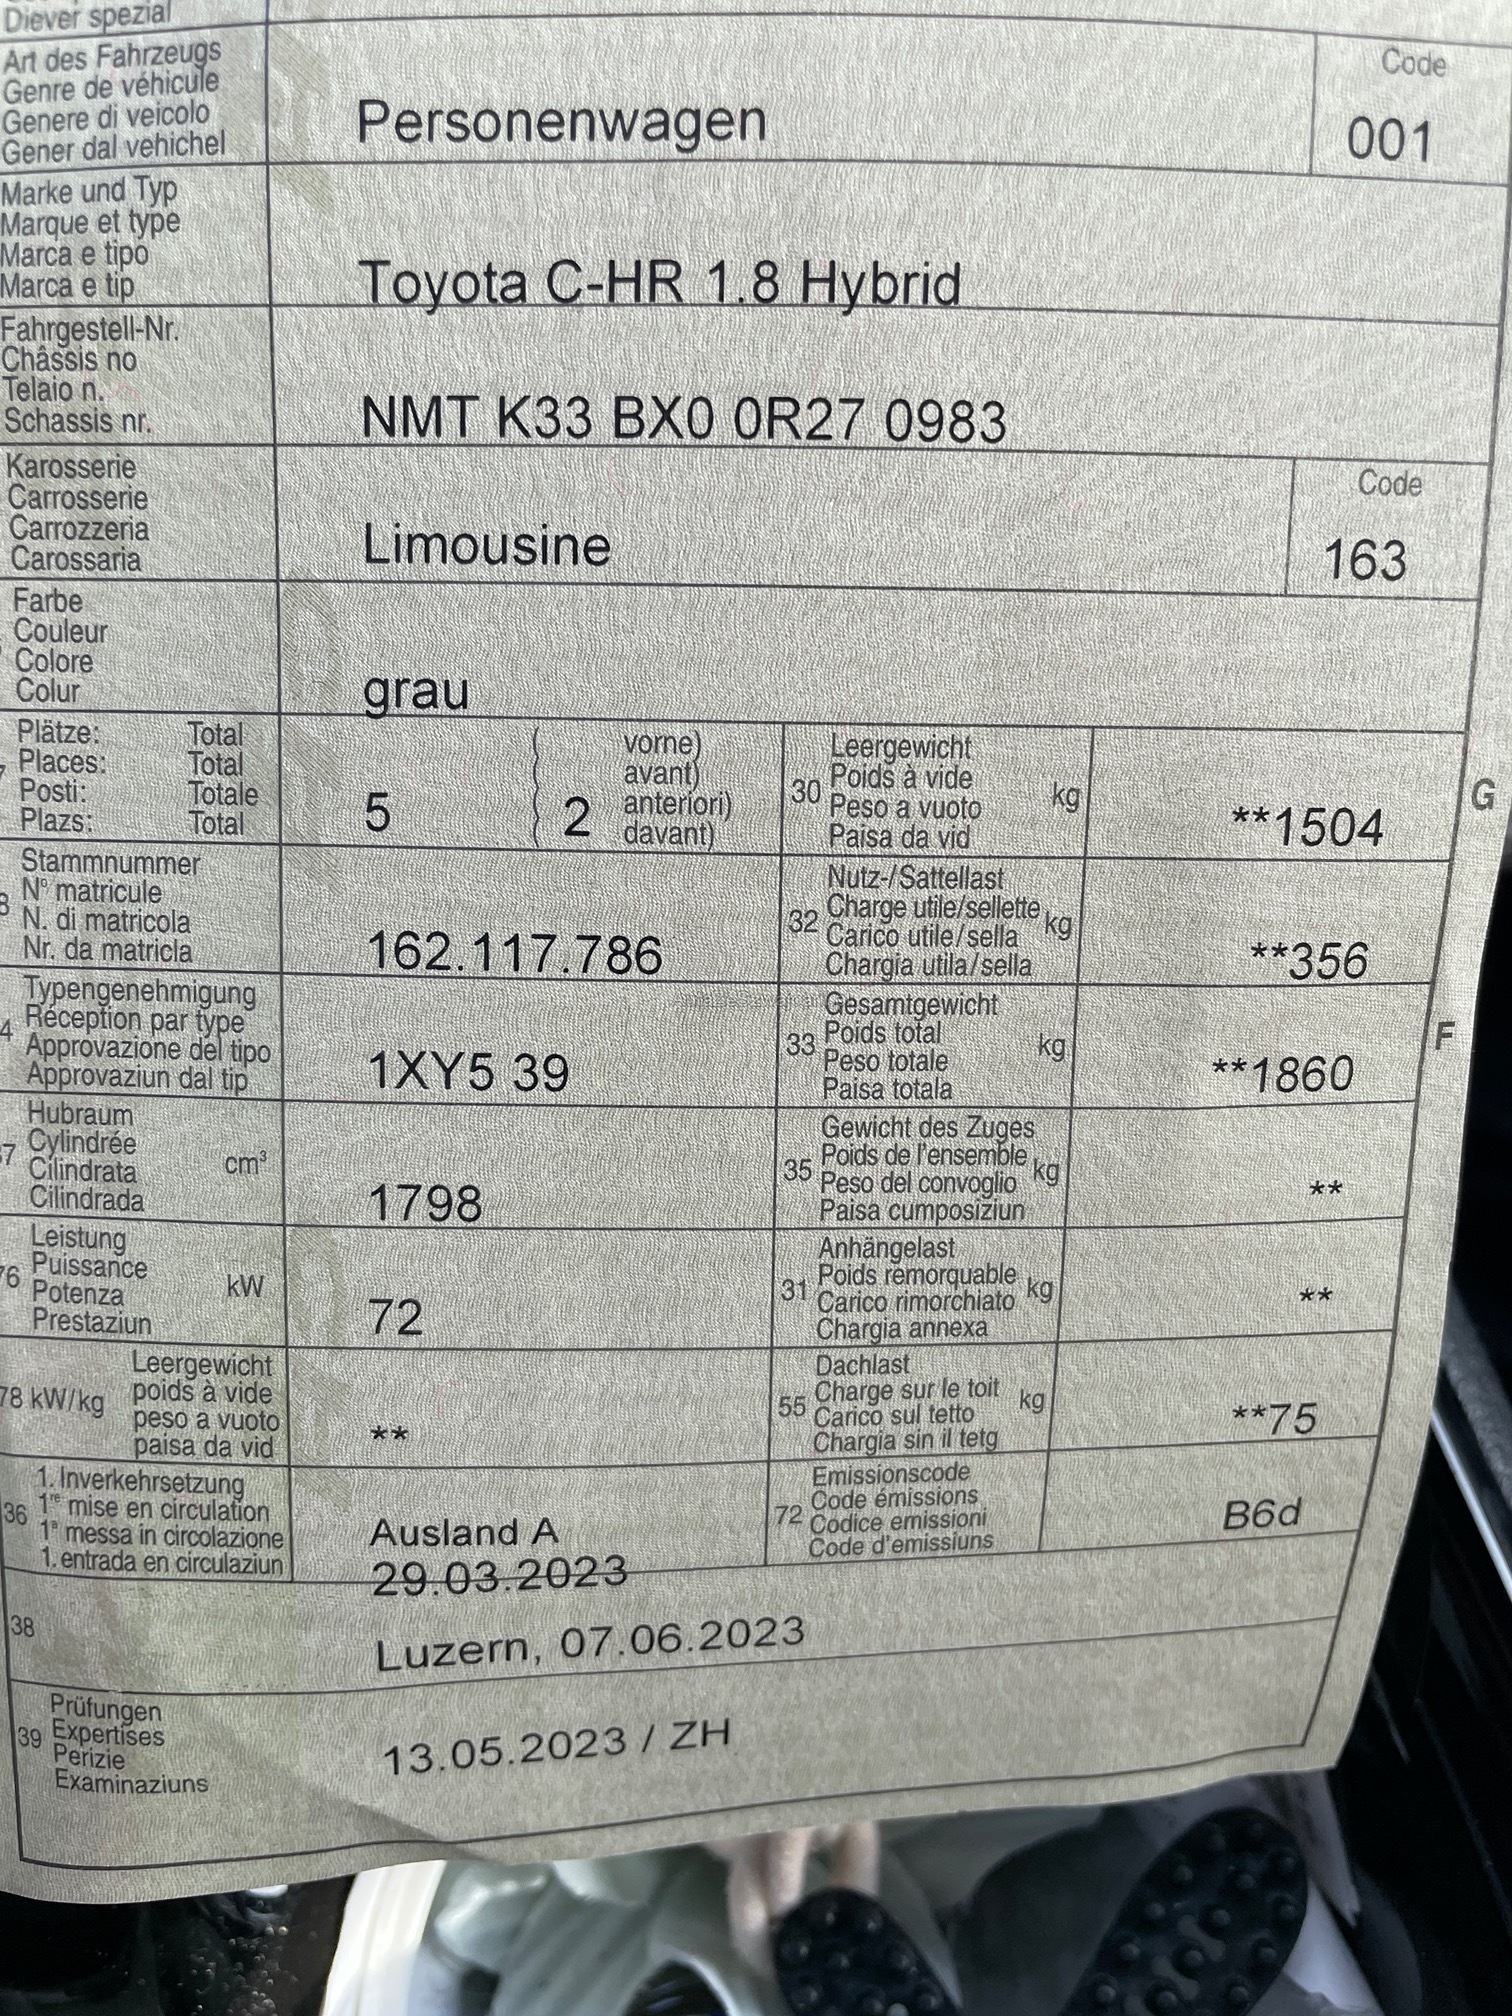 Diever spezial
Art des Fahrzeugs
Genre de véhicule
Genere di veicolo
Gener dal vehichel
Personenwagen
Code
001
Marke und Typ
Marque et type
Marca e tipo
Marca e tip
Toyota C-HR 1.8 Hybrid
Fahrgestell-Nr.
Châssis no
Telaio n.
Schassis nr.
NMT K33 BX0 0R27 0983
Karosserie
Carrosserie
Carrozzeria
Carossaria
Limousine
Code
163
Farbe
Couleur
Colore
Colur
grau
Plätze: Total
Places: Total
Posti: Totale
Plazs: Total
5
2
vorne)
avant)
anteriori)
davant)
30
Leergewicht
Poids à vide
Peso a vuoto
Paisa da vid
kg
**1504
G
Stammnummer
N° matricule
N. di matricola
Nr. da matricla
162.117.786
32
Nutz-/Sattellast
Charge utile/sellette
Carico utile/sella
Chargia utila/sella
kg
**356
Typengenehmigung
Réception par type
Approvazione del tipo
Approvaziun dal tip
1XY5 39
33
Gesamtgewicht
Poids total
Peso totale
Paisa totala
kg
**1860
F
Hubraum
Cylindrée
Cilindrata
Cilindrada
cm³
1798
35
Gewicht des Zuges
Poids de l'ensemble
Peso del convoglio
Paisa cumposiziun
kg
**
Leistung
Puissance
Potenza
Prestaziun
kW
72
31
Anhängelast
Poids remorquable
Carico rimorchiato
Chargia annexa
kg
**
78 kW/kg
Leergewicht
poids à vide
peso a vuoto
paisa da vid
**
55
Dachlast
Charge sur le toit
Carico sul tetto
Chargia sin il tetg
kg
**75
36
1. Inverkehrsetzung
1re mise en circulation
1a messa in circolazione
1. entrada en circulaziun
Ausland A
29.03.2023
72
Emissionscode
Code émissions
Codice emissioni
Code d'emissiuns
B6d
38
Luzern, 07.06.2023
39
Prüfungen
Expertises
Perizie
Examinaziuns
13.05.2023 / ZH